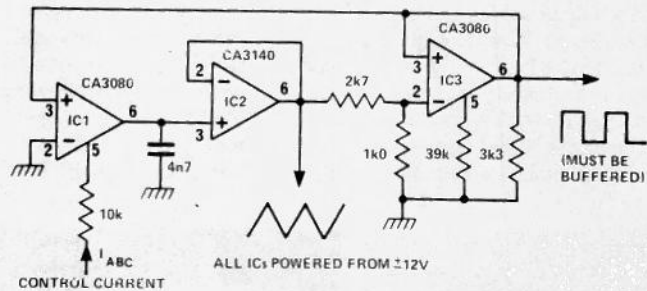 CA3080
IC1
3
+
2
−
6
5
10k
I ABC
CONTROL CURRENT
4n7
CA3140
IC2
2
−
3
+
6
2k7
1k0
CA3080
IC3
3
+
2
−
6
5
39k
3k3
(MUST BE
BUFFERED)
ALL ICs POWERED FROM ±12V